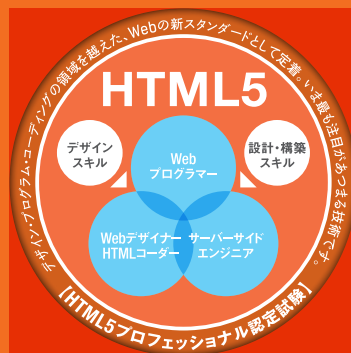 デザイン・プログラム・コーディングの領域を越えた、Webの新スタンダードとして定着。いま最も注目があつまる技術です。
HTML5
デザイン
スキル
Web
プログラマー
設計・構築
スキル
Webデザイナー
HTMLコーダー
サーバーサイド
エンジニア
【HTML5プロフェッショナル認定試験】